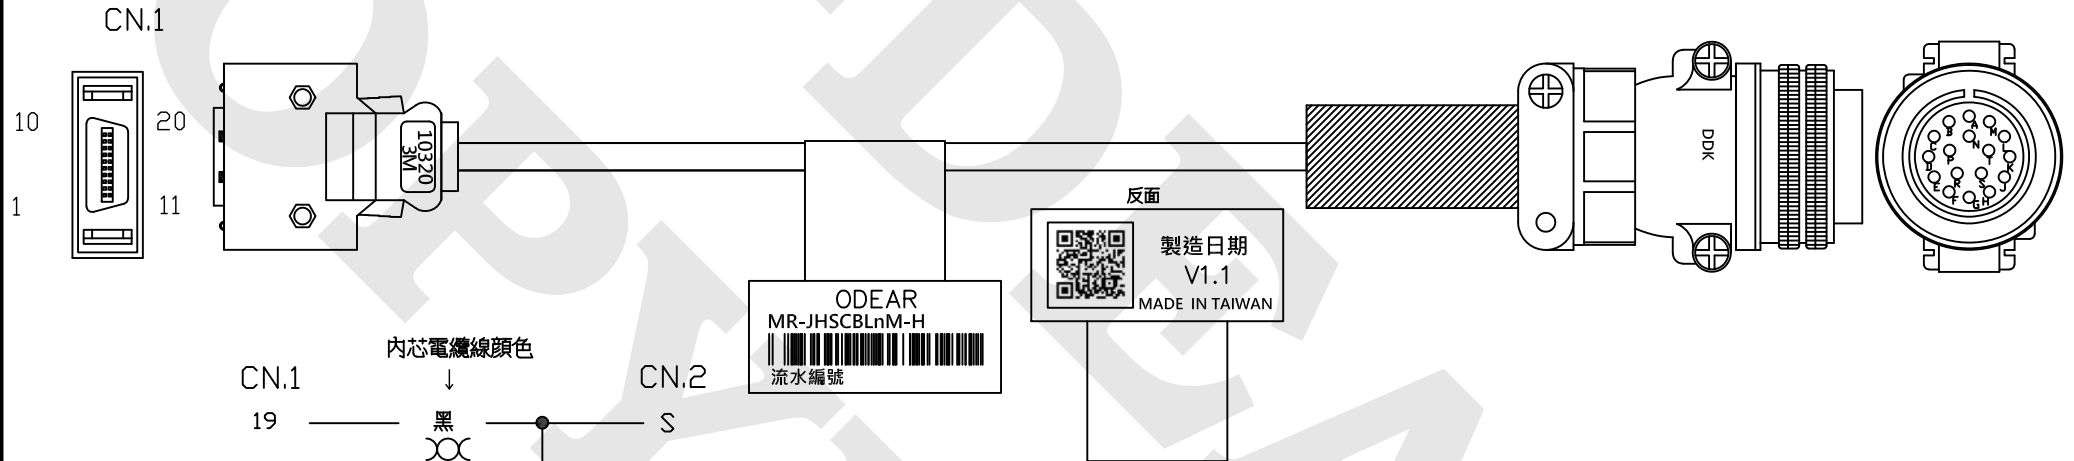 CN.1
10
20
1
11
10320
3M
DDK
A
B
M
C
N
L
D
P
T
K
E
R
S
J
F
G
H
反面
製造日期
V1.1
MADE IN TAIWAN
ODEAR
MR-JHSCBLnM-H
流水編號
內芯電纜線顏色
CN.1
↓
CN.2
19
黑
S
ODEA
OPY